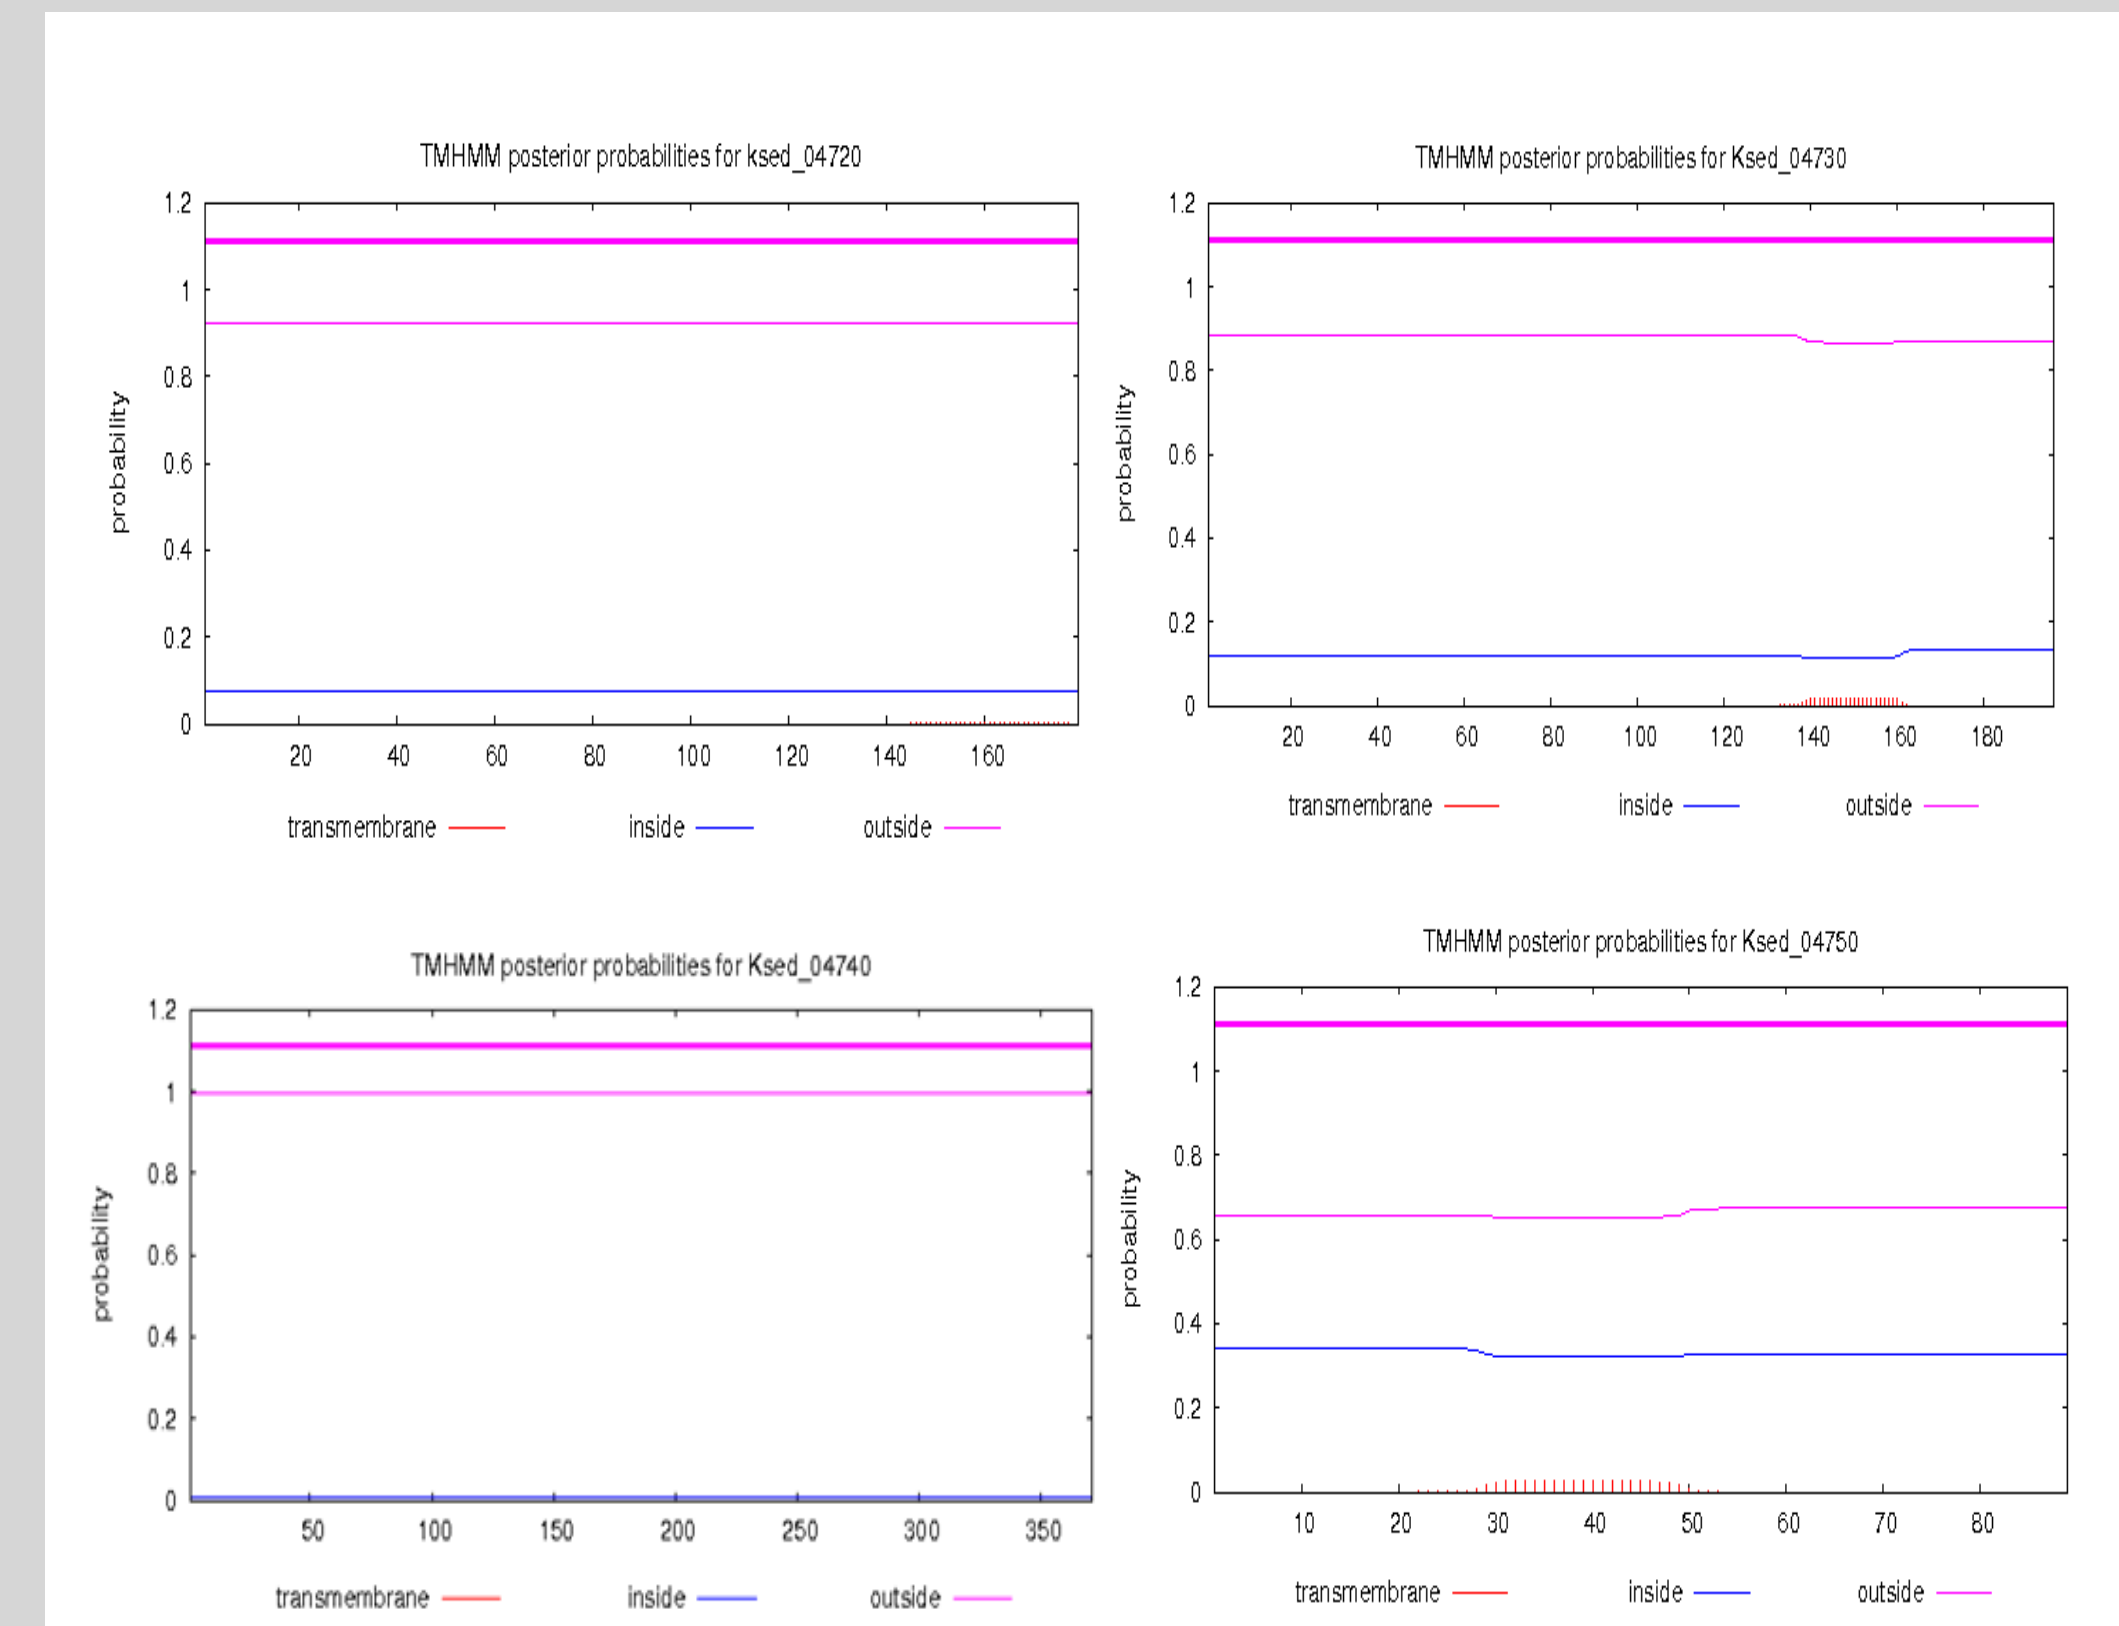 TMHMM posterior probabilities for ksed_04720
1.2
1
0.8
0.6
0.4
0.2
0
probability
20 40 60 80 100 120 140 160
transmembrane inside outside
TMHMM posterior probabilities for Ksed_04730
1.2
1
0.8
0.6
0.4
0.2
0
probability
20 40 60 80 100 120 140 160 180
transmembrane inside outside
TMHMM posterior probabilities for Ksed_04740
1.2
1
0.8
0.6
0.4
0.2
0
probability
50 100 150 200 250 300 350
transmembrane inside outside
TMHMM posterior probabilities for Ksed_04750
1.2
1
0.8
0.6
0.4
0.2
0
probability
10 20 30 40 50 60 70 80
transmembrane inside outside